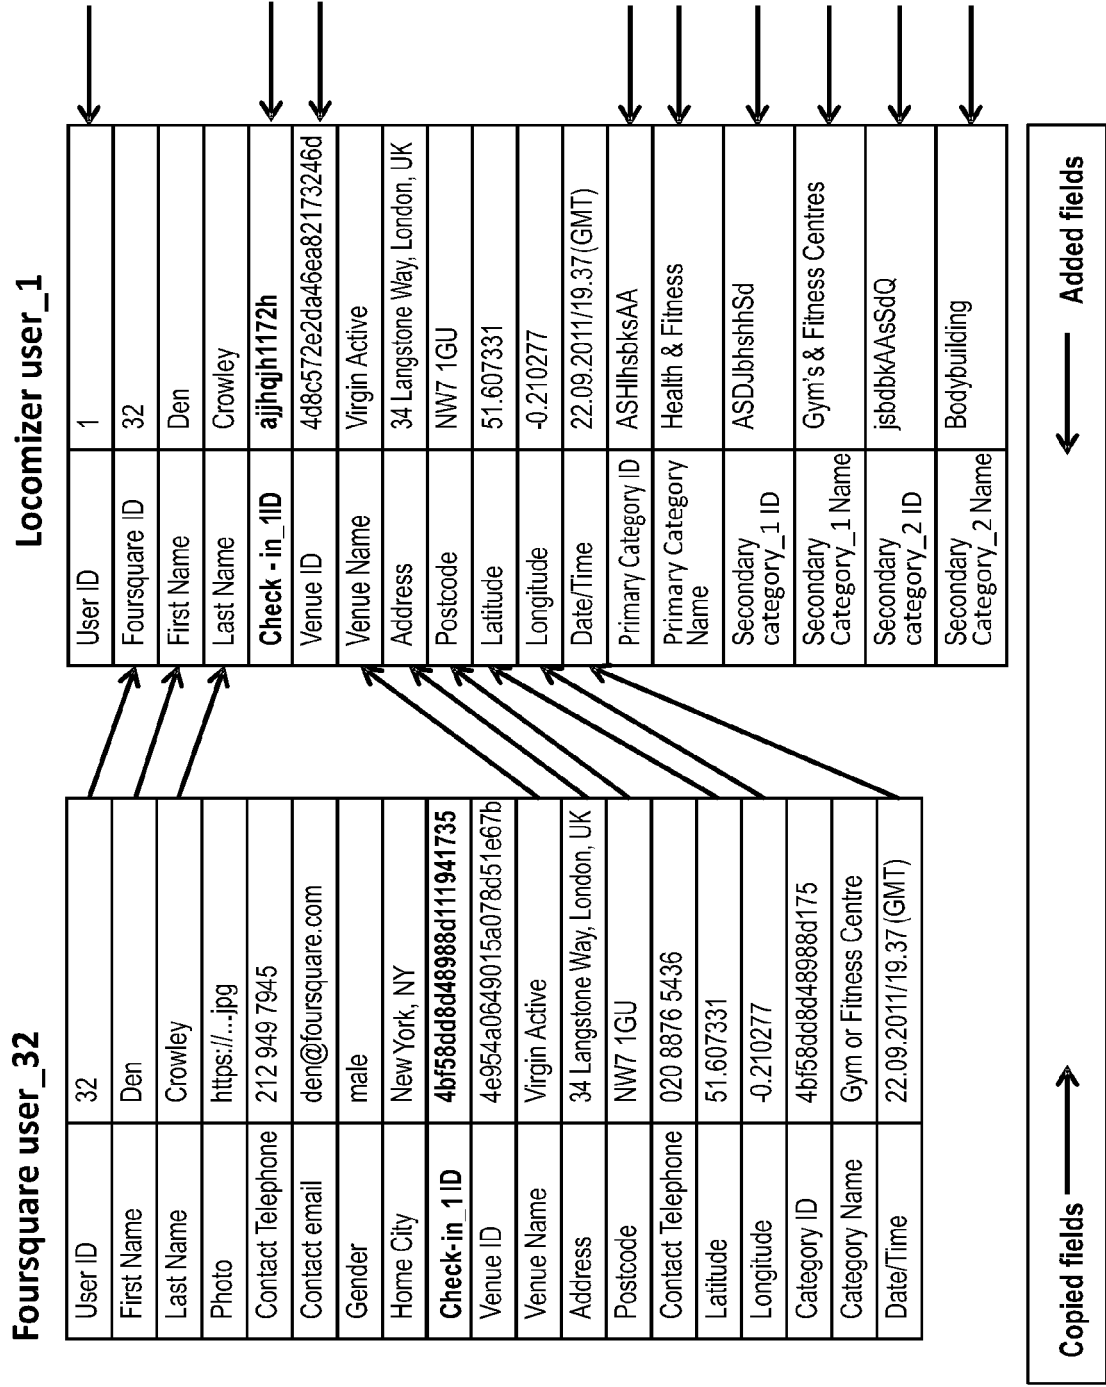 Foursquare user_32
User ID 32
First Name Den
Last Name Crowley
Photo https://...jpg
Contact Telephone 212 949 7945
Contact email den@foursquare.com
Gender male
Home City New York, NY
Check-in_1 ID 4bf58dd8d48988d111941735
Venue ID 4e954a0649015a078d51e67b
Venue Name Virgin Active
Address 34 Langstone Way, London, UK
Postcode NW7 1GU
Contact Telephone 020 8876 5436
Latitude 51.607331
Longitude -0.210277
Category ID 4bf58dd8d48988d175
Category Name Gym or Fitness Centre
Date/Time 22.09.2011/19.37 (GMT)
Locomizer user_1
User ID 1
Foursquare ID 32
First Name Den
Last Name Crowley
Check - in_1ID ajjhqjh1172h
Venue ID 4d8c572e2da46ea82173246d
Venue Name Virgin Active
Address 34 Langstone Way, London, UK
Postcode NW7 1GU
Latitude 51.607331
Longitude -0.210277
Date/Time 22.09.2011/19.37 (GMT)
Primary Category ID ASHIhsbksAA
Primary Category
Name
Health & Fitness
Secondary
category_1 ID
ASDJbhshhSd
Secondary
Category_1 Name
Gym's & Fitness Centres
Secondary
category_2 ID
jsbdbkAAsSdQ
Secondary
Category_2 Name
Bodybuilding
Copied fields
Added fields